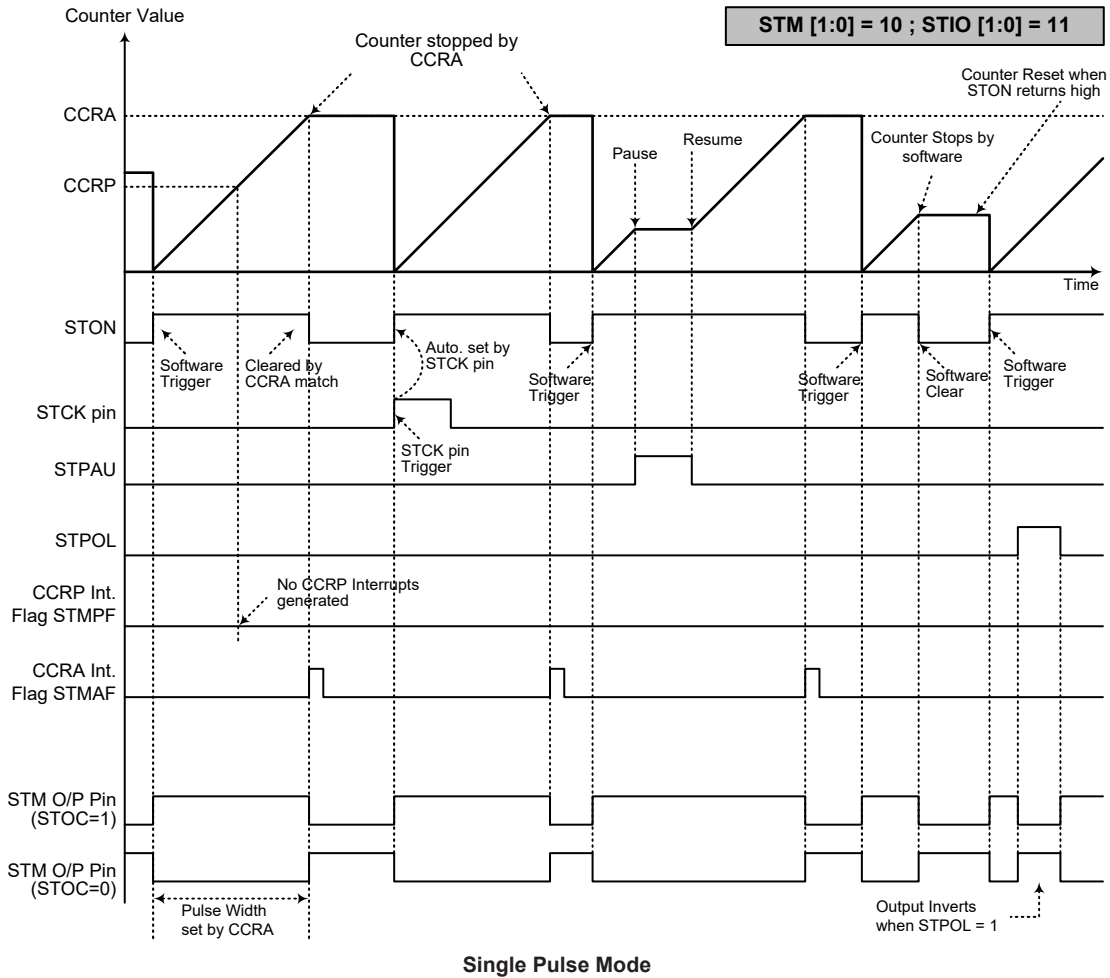 Counter Value
STM [1:0] = 10 ; STIO [1:0] = 11
Counter stopped by
CCRA
Counter Reset when
STON returns high
CCRA
Pause
Resume
Counter Stops by
software
CCRP
Time
STON
Software
Trigger
Cleared by
CCRA match
Auto. set by
STCK pin
Software
Trigger
Software
Trigger
Software
Clear
Software
Trigger
STCK pin
STCK pin
Trigger
STPAU
STPOL
CCRP Int.
Flag STMPF
No CCRP Interrupts
generated
CCRA Int.
Flag STMAF
STM O/P Pin
(STOC=1)
STM O/P Pin
(STOC=0)
Pulse Width
set by CCRA
Output Inverts
when STPOL = 1
Single Pulse Mode